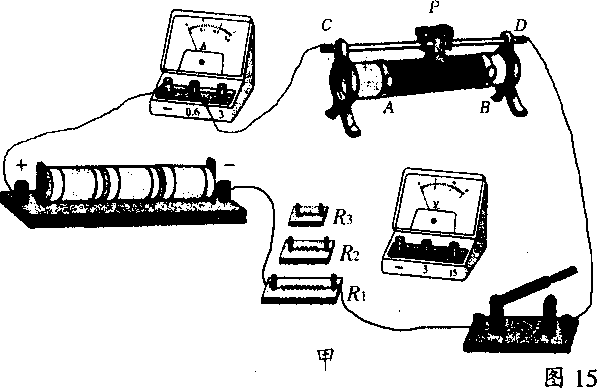 C P D
A
− 0.6 3
A B
+ −
V
− 3 15
R3
R2
R1
甲
图 15